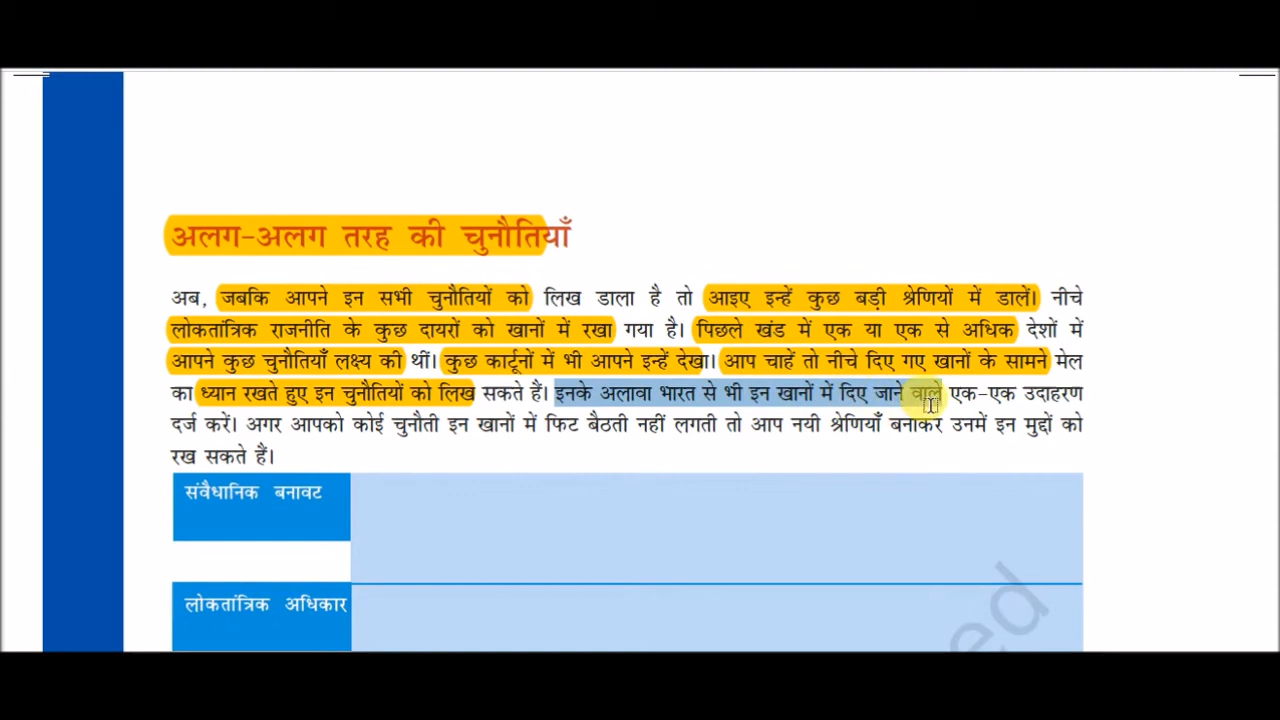 अलग-अलग तरह की चुनौतियाँ
अब, जबकि आपने इन सभी चुनौतियों को लिख डाला है तो आइए इन्हें कुछ बड़ी श्रेणियों में डालें। नीचे
लोकतांत्रिक राजनीति के कुछ दायरों को खानों में रखा गया है। पिछले खंड में एक या एक से अधिक देशों में
आपने कुछ चुनौतियाँ लक्ष्य की थीं। कुछ कार्टूनों में भी आपने इन्हें देखा। आप चाहें तो नीचे दिए गए खानों के सामने मेल
का ध्यान रखते हुए इन चुनौतियों को लिख सकते हैं। इनके अलावा भारत से भी इन खानों में दिए जाने वाले एक-एक उदाहरण
दर्ज करें। अगर आपको कोई चुनौती इन खानों में फिट बैठती नहीं लगती तो आप नयी श्रेणियाँ बनाकर उनमें इन मुद्दों को
रख सकते हैं।
संवैधानिक बनावट
लोकतांत्रिक अधिकार
ed